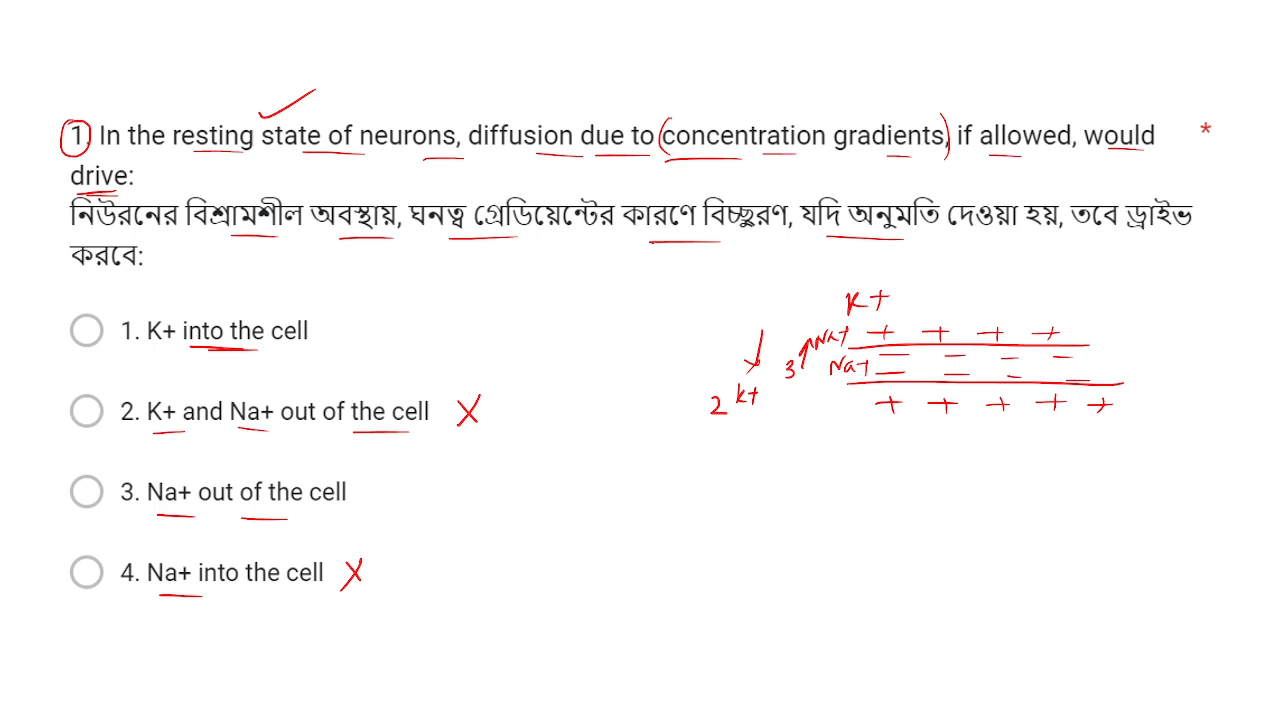 1. In the resting state of neurons, diffusion due to (concentration gradients), if allowed, would *
drive:
নিউরনের বিশ্রামশীল অবস্থায়, ঘনত্ব গ্রেডিয়েন্টের কারণে বিচ্ছুরণ, যদি অনুমতি দেওয়া হয়, তবে ড্রাইভ
করবে:
1. K+ into the cell
2. K+ and Na+ out of the cell X
3. Na+ out of the cell
4. Na+ into the cell X
K+
Na+ + + + +
3 Na+ = = = =
2 K+
+ + + + +